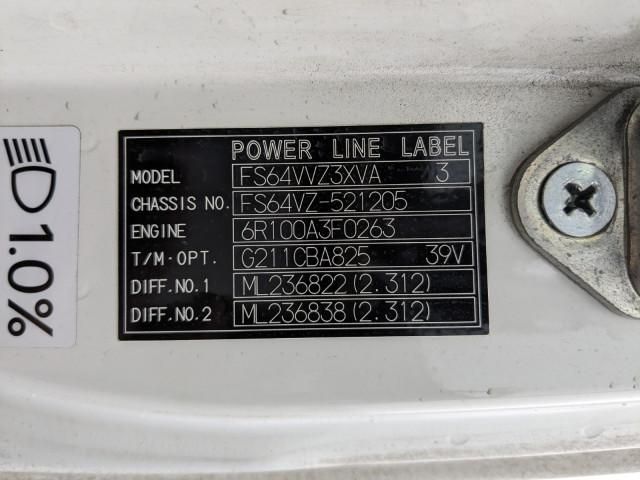 POWER LINE LABEL
MODEL FS64VVZ3XVA 3
CHASSIS NO. FS64VZ-521205
ENGINE 6R100A3F0263
T/M·OPT. G211CBA825 39V
DIFF.NO.1 ML236822(2.312)
DIFF.NO.2 ML236838(2.312)
1.0%